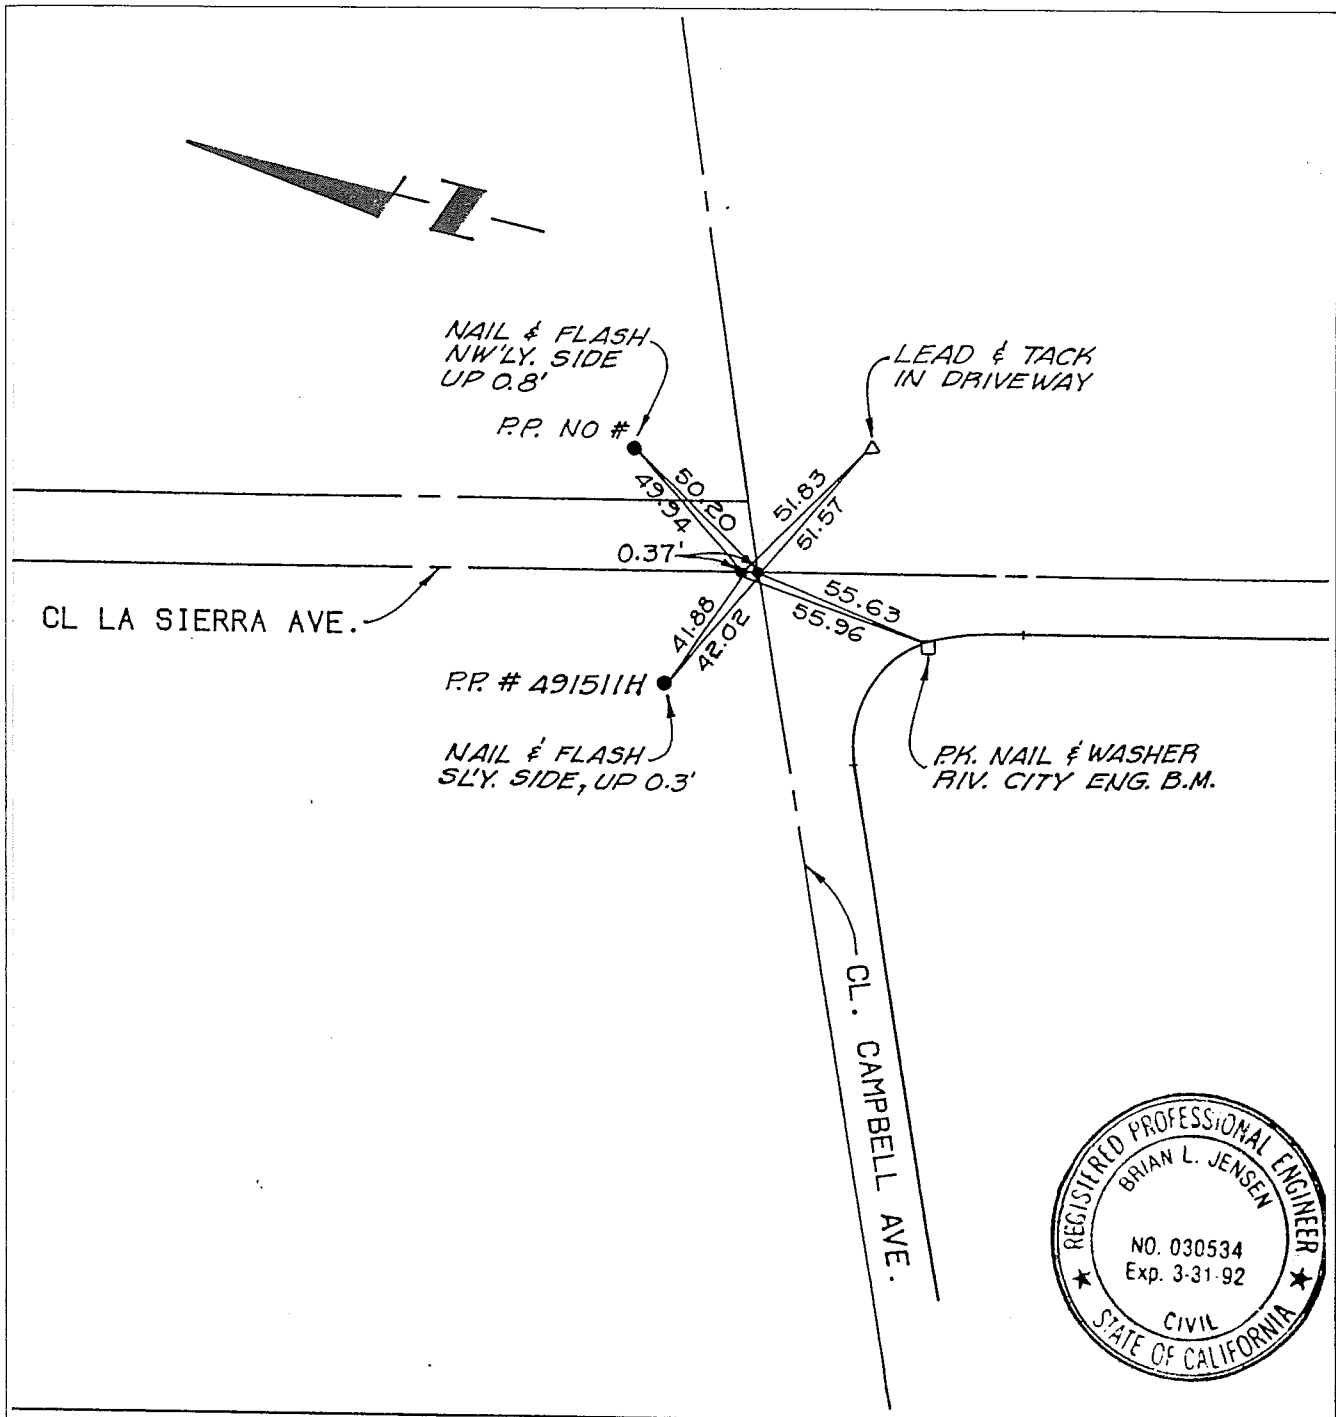 Z
NAIL & FLASH
NW'LY. SIDE
UP 0.8'
P.P. NO #
LEAD & TACK
IN DRIVEWAY
50.20
49.94
51.83
51.57
0.37'
CL LA SIERRA AVE.
41.88
42.02
55.63
55.96
P.P. # 491511H
NAIL & FLASH
SL'Y. SIDE, UP 0.3'
P.K. NAIL & WASHER
RIV. CITY ENG. B.M.
CL. CAMPBELL AVE.
REGISTERED PROFESSIONAL ENGINEER
BRIAN L. JENSEN
NO. 030534
Exp. 3-31-92
CIVIL
STATE OF CALIFORNIA